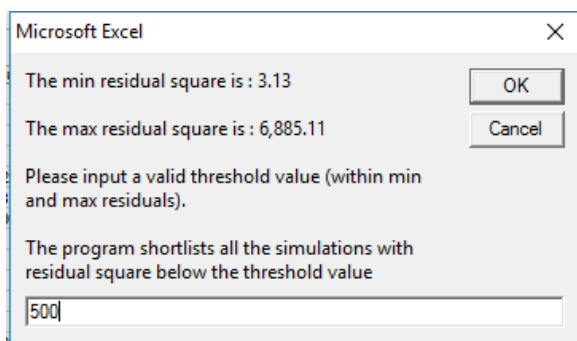 Microsoft Excel
The min residual square is : 3.13
OK
The max residual square is : 6,885.11
Cancel
Please input a valid threshold value (within min
and max residuals).
The program shortlists all the simulations with
residual square below the threshold value
500